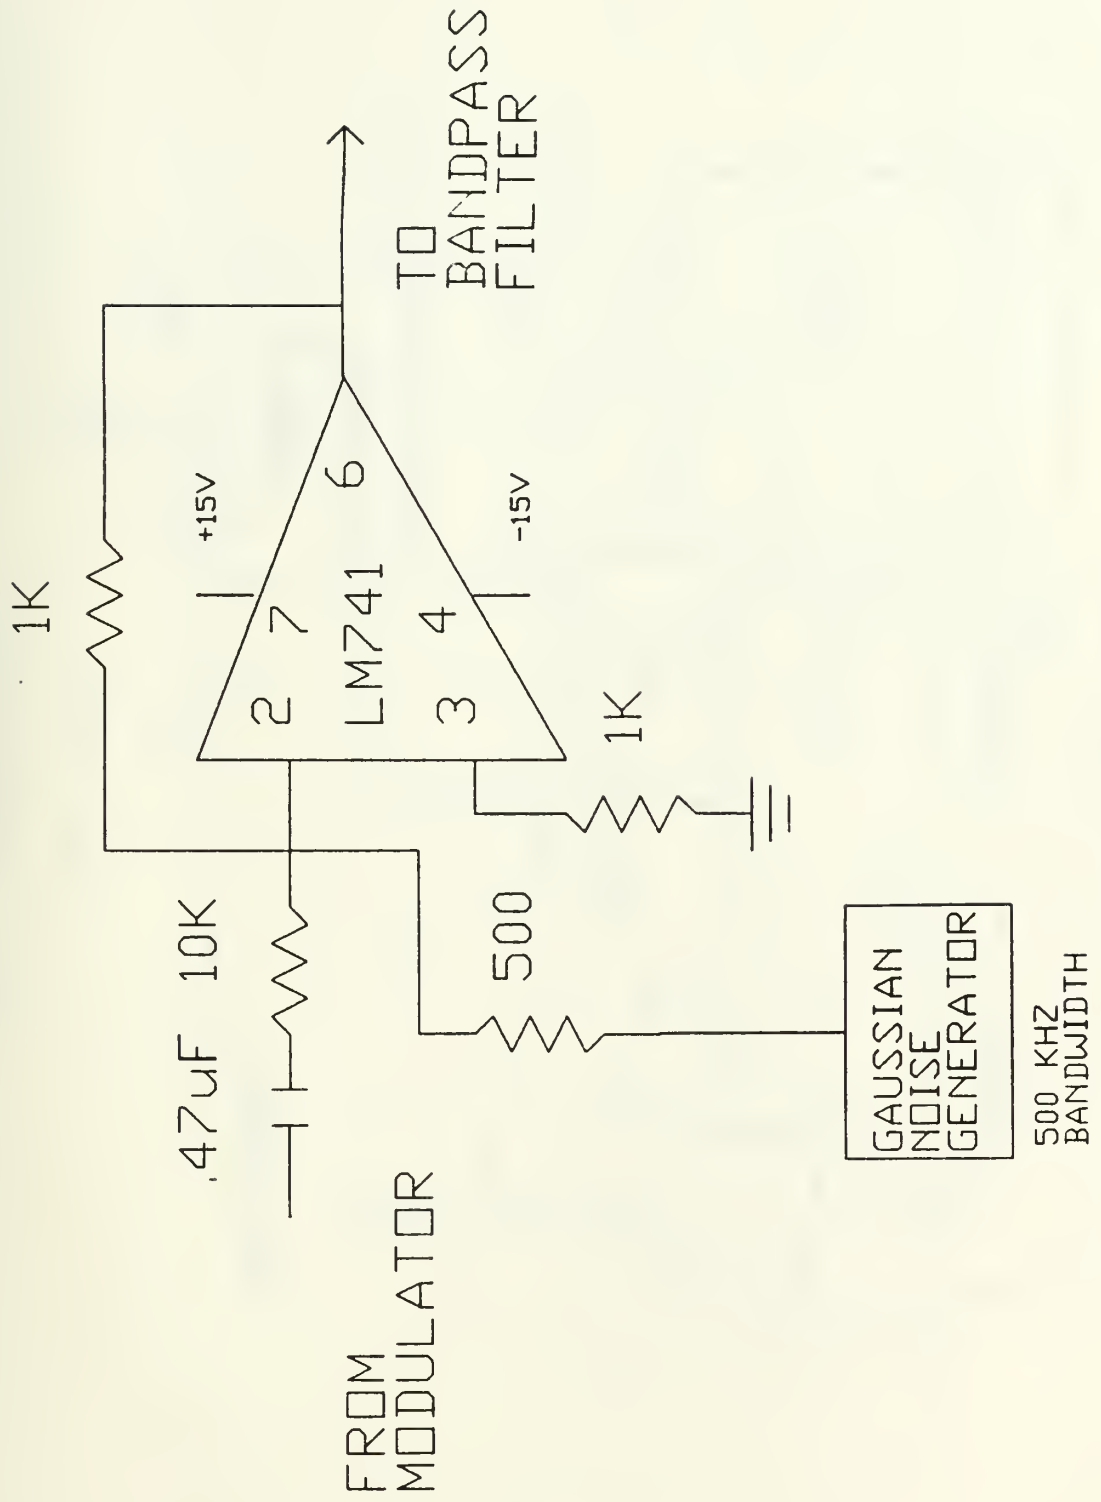 1K
+15V
2
7
6
LM741
3
4
-15V
.47uF
10K
1K
500
TO
BANDPASS
FILTER
FROM
MODULATOR
GAUSSIAN
NOISE
GENERATOR
500 KHZ
BANDWIDTH